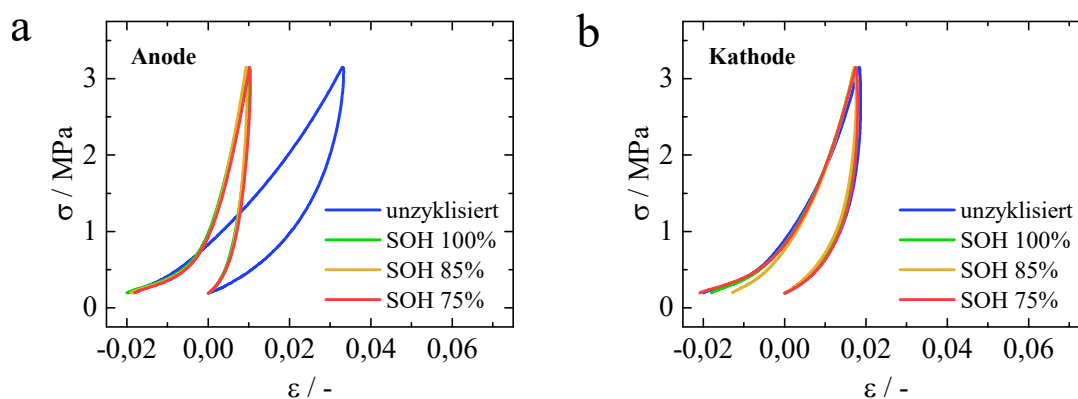 a
Anode
σ / MPa
3
2
1
0
unzyklisiert
SOH 100%
SOH 85%
SOH 75%
-0,02 0,00 0,02 0,04 0,06
ε / -
b
Kathode
σ / MPa
3
2
1
0
unzyklisiert
SOH 100%
SOH 85%
SOH 75%
-0,02 0,00 0,02 0,04 0,06
ε / -